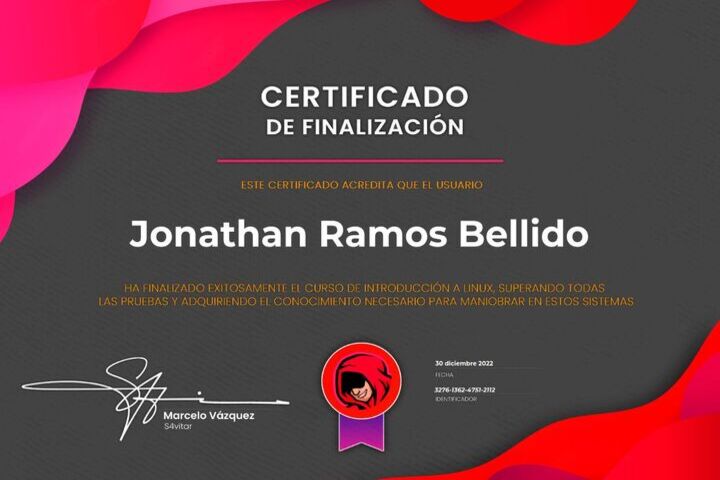 CERTIFICADO
DE FINALIZACIÓN
ESTE CERTIFICADO ACREDITA QUE EL USUARIO
Jonathan Ramos Bellido
HA FINALIZADO EXITOSAMENTE EL CURSO DE INTRODUCCIÓN A LINUX, SUPERANDO TODAS
LAS PRUEBAS Y ADQUIRIENDO EL CONOCIMIENTO NECESARIO PARA MANIOBRAR EN ESTOS SISTEMAS
30 diciembre 2022
FECHA
3276-1362-4751-2112
IDENTIFICADOR
Marcelo Vázquez
S4vitar